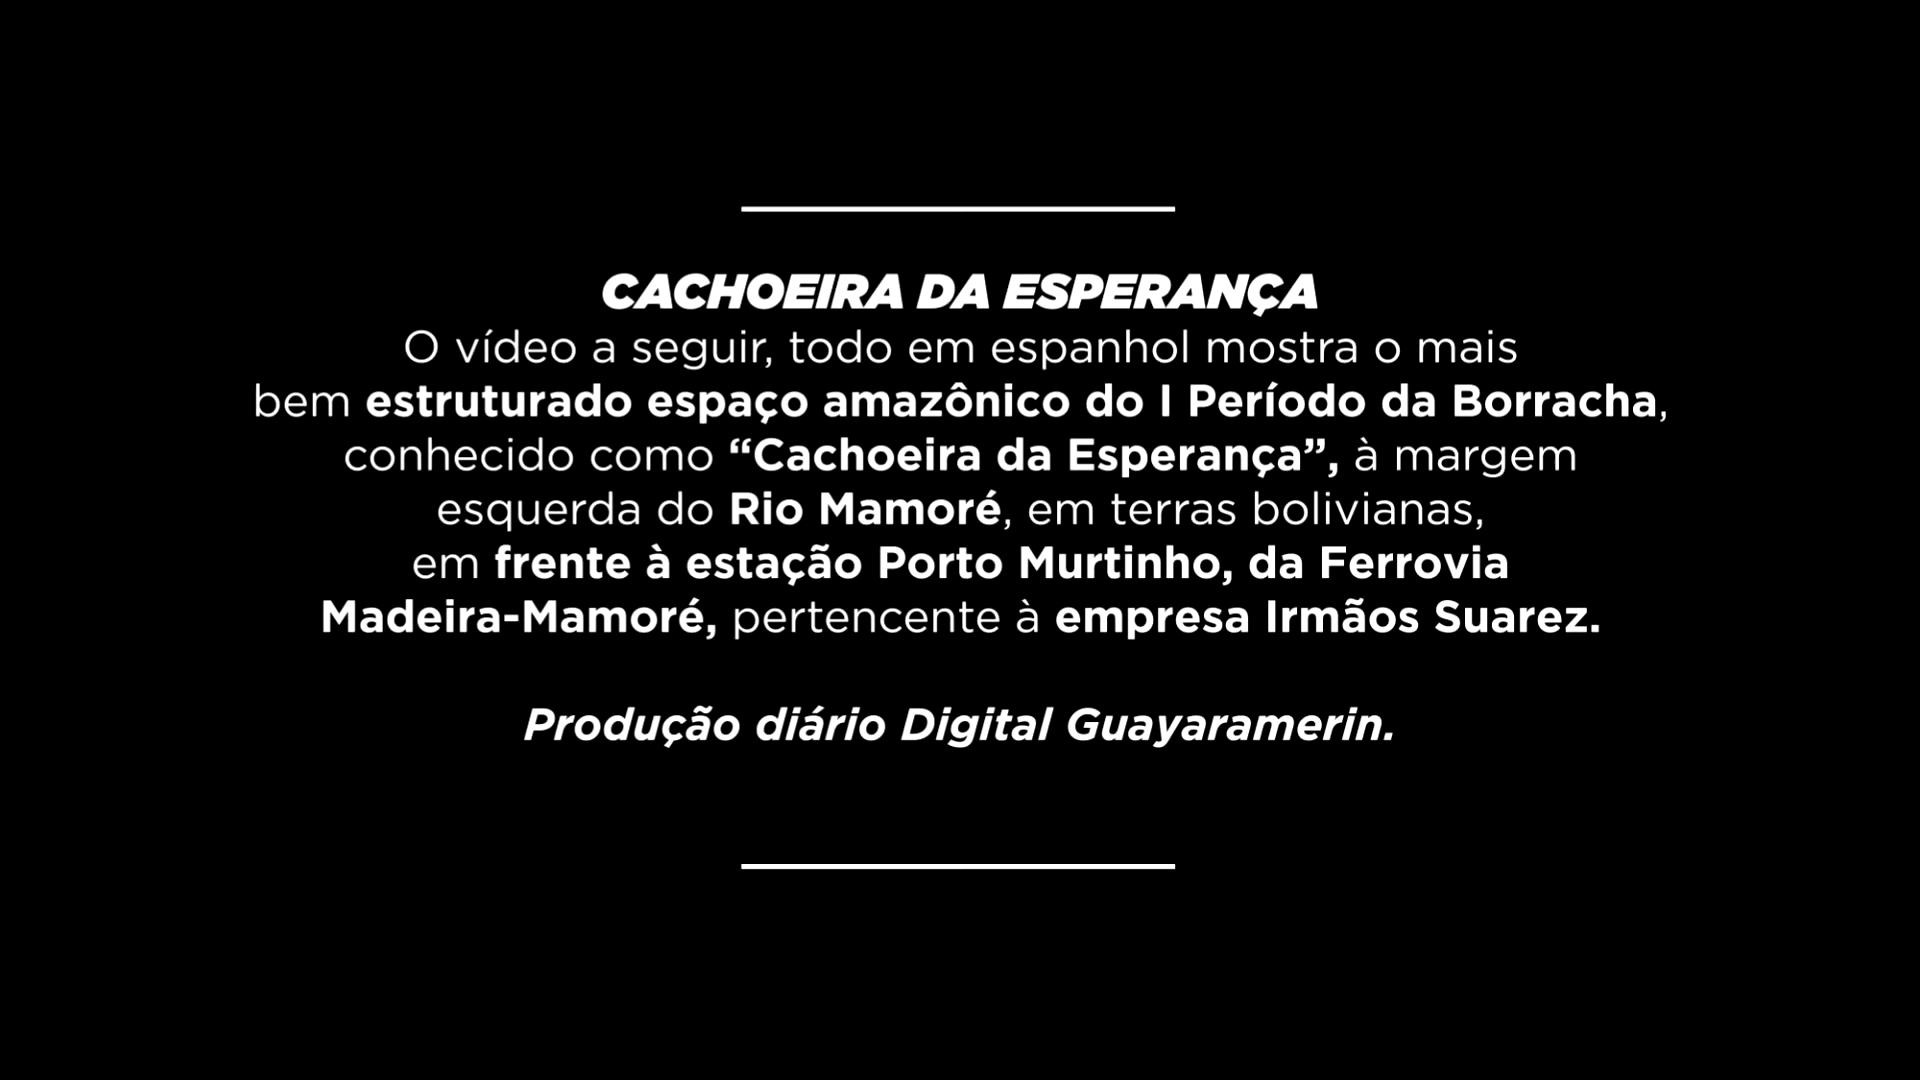 CACHOEIRA DA ESPERANÇA
O vídeo a seguir, todo em espanhol mostra o mais
bem estruturado espaço amazônico do I Período da Borracha,
conhecido como “Cachoeira da Esperança”, à margem
esquerda do Rio Mamoré, em terras bolivianas,
em frente à estação Porto Murtinho, da Ferrovia
Madeira-Mamoré, pertencente à empresa Irmãos Suarez.
Produção diário Digital Guayaramerin.